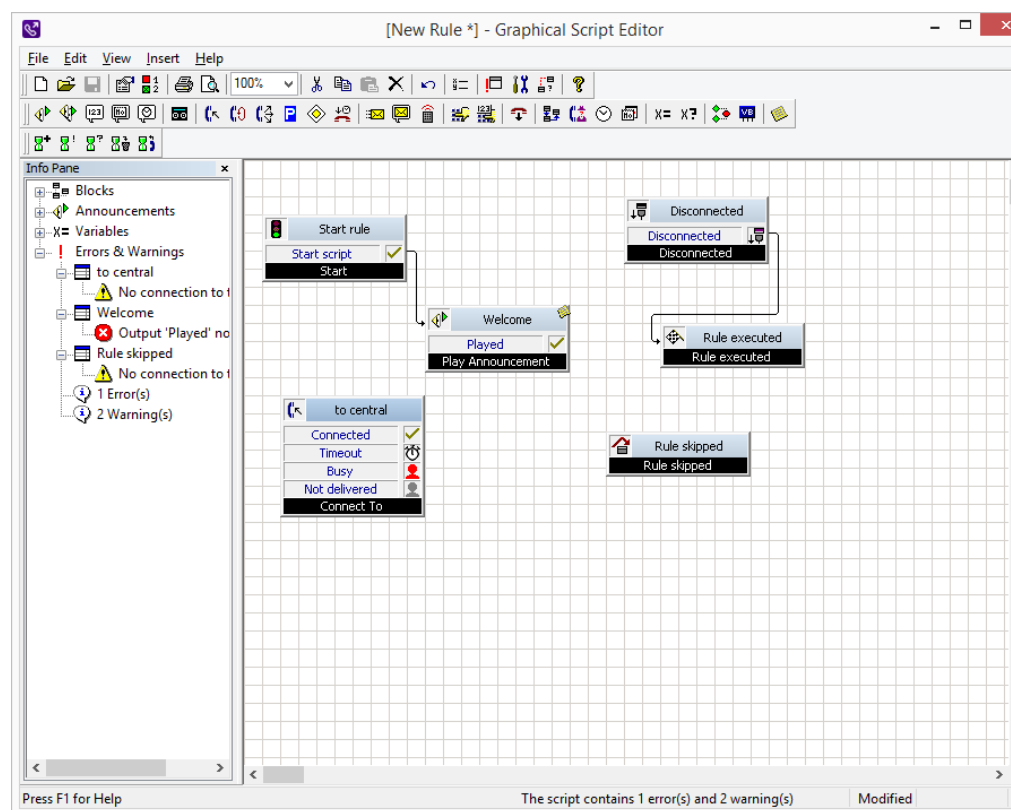 [New Rule *] - Graphical Script Editor
File Edit View Insert Help
100%
Info Pane
Blocks
Announcements
Variables
Errors & Warnings
to central
No connection to t
Welcome
Output 'Played' no
Rule skipped
No connection to t
1 Error(s)
2 Warning(s)
Start rule
Start script
Start
Welcome
Played
Play Announcement
to central
Connected
Timeout
Busy
Not delivered
Connect To
Disconnected
Disconnected
Disconnected
Rule executed
Rule executed
Rule skipped
Rule skipped
Press F1 for Help
The script contains 1 error(s) and 2 warning(s)
Modified